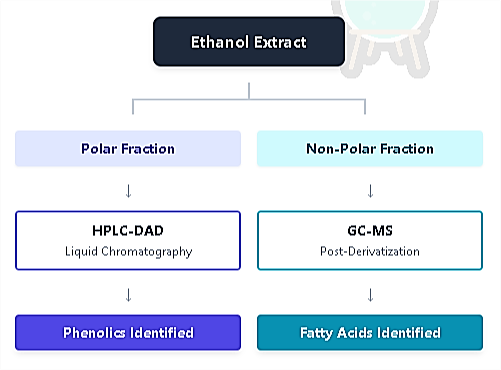 Ethanol Extract
Polar Fraction
Non-Polar Fraction
↓
↓
HPLC-DAD
Liquid Chromatography
GC-MS
Post-Derivatization
↓
↓
Phenolics Identified
Fatty Acids Identified